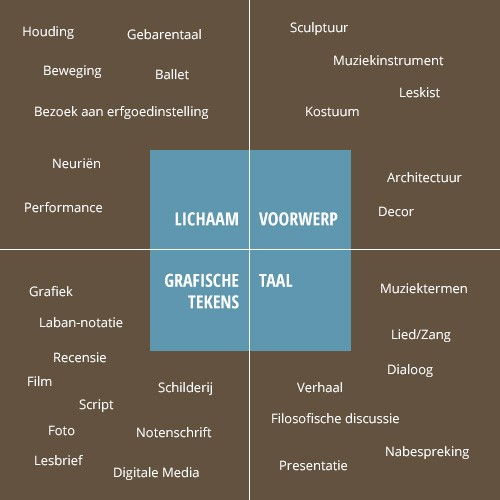 Houding
Gebarentaal
Beweging
Ballet
Bezoek aan erfgoedinstelling
Neuriën
Performance
LICHAAM
Sculptuur
Muziekinstrument
Leskist
Kostuum
Architectuur
Decor
VOORWERP
GRAFISCHE
TEKENS
Grafiek
Laban-notatie
Recensie
Film
Schilderij
Script
Foto
Notenschrift
Lesbrief
Digitale Media
TAAL
Muziektermen
Lied/Zang
Dialoog
Verhaal
Filosofische discussie
Nabespreking
Presentatie